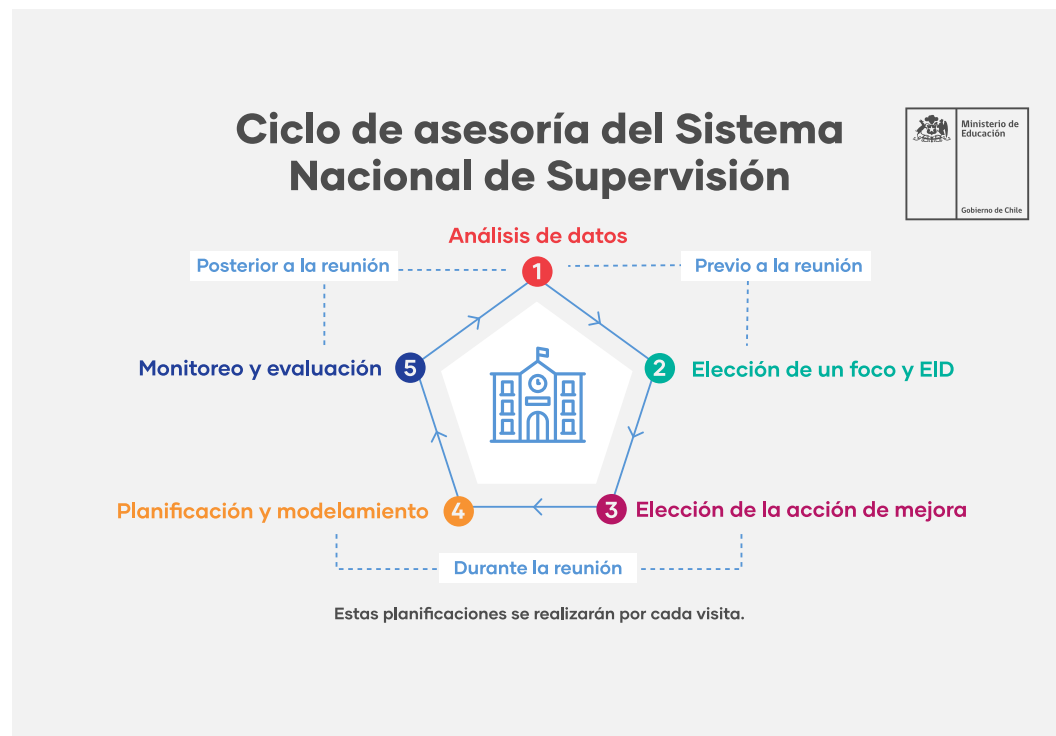 Ciclo de asesoría del Sistema
Nacional de Supervisión
Ministerio de
Educación
Gobierno de Chile
Análisis de datos
Posterior a la reunión
Previo a la reunión
1
Monitoreo y evaluación
5
2
Elección de un foco y EID
Planificación y modelamiento
4
3
Elección de la acción de mejora
Durante la reunión
Estas planificaciones se realizarán por cada visita.